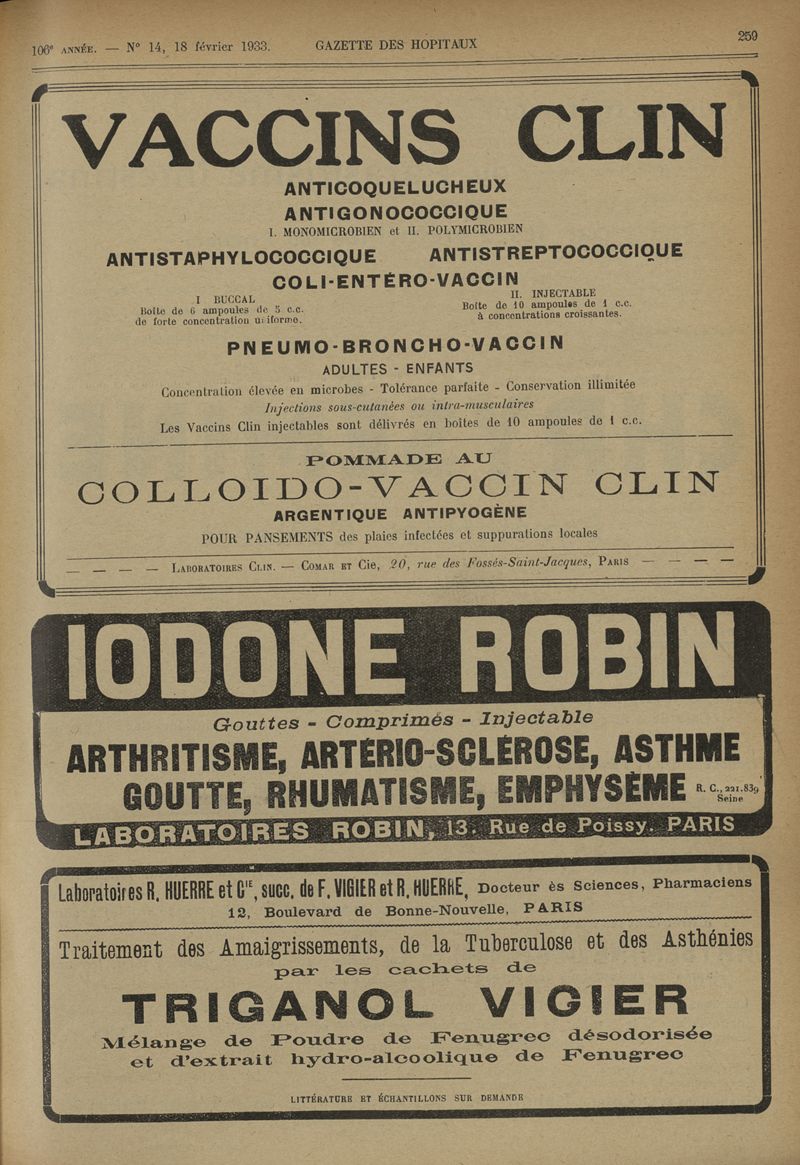 106e ANNÉE. — N° 14, 18 février 1933. GAZETTE DES HOPITAUX 259
VACCINS CLIN
ANTICOQUELUCHEUX
ANTIGONOCOCCIQUE
I. MONOMICROBIEN et II. POLYMICROBIEN
ANTISTAPHYLOCOCCIQUE ANTISTREPTOCOCCIQUE
COLI-ENTÉRO-VACCIN
I BUCCAL
Boîte de 6 ampoules de 5 c.c.
de forte concentration uniforme.
II. INJECTABLE
Boîte de 10 ampoules de 1 c.c.
à concentrations croissantes.
PNEUMO-BRONCHO-VACCIN
ADULTES - ENFANTS
Concentration élevée en microbes - Tolérance parfaite - Conservation illimitée
Injections sous-cutanées ou intra-musculaires
Les Vaccins Clin injectables sont délivrés en boîtes de 10 ampoules de 1 c.c.
POMMADE AU
COLLOIDO-VACCIN CLIN
ARGENTIQUE ANTIPYOGÈNE
POUR PANSEMENTS des plaies infectées et suppurations locales
— — — — LABORATOIRES CLIN. — COMAR ET Cie, 20, rue des Fossés-Saint-Jacques, PARIS — — — —
IODONE ROBIN
Gouttes - Comprimés - Injectable
ARTHRITISME, ARTÉRIO-SCLÉROSE, ASTHME
GOUTTE, RHUMATISME, EMPHYSÈME R. C., 221.839
Seine
LABORATOIRES ROBIN, 13. Rue de Poissy. PARIS
Laboratoires R. HUERRE et Cie, succ. de F. VIGIER et R. HUERRE, Docteur ès Sciences, Pharmaciens
12, Boulevard de Bonne-Nouvelle, PARIS
Traitement des Amaigrissements, de la Tuberculose et des Asthénies
par les cachets de
TRIGANOL VIGIER
Mélange de Poudre de Fenugrec désodorisée
et d'extrait hydro-alcoolique de Fenugrec
LITTÉRATURE ET ÉCHANTILLONS SUR DEMANDE